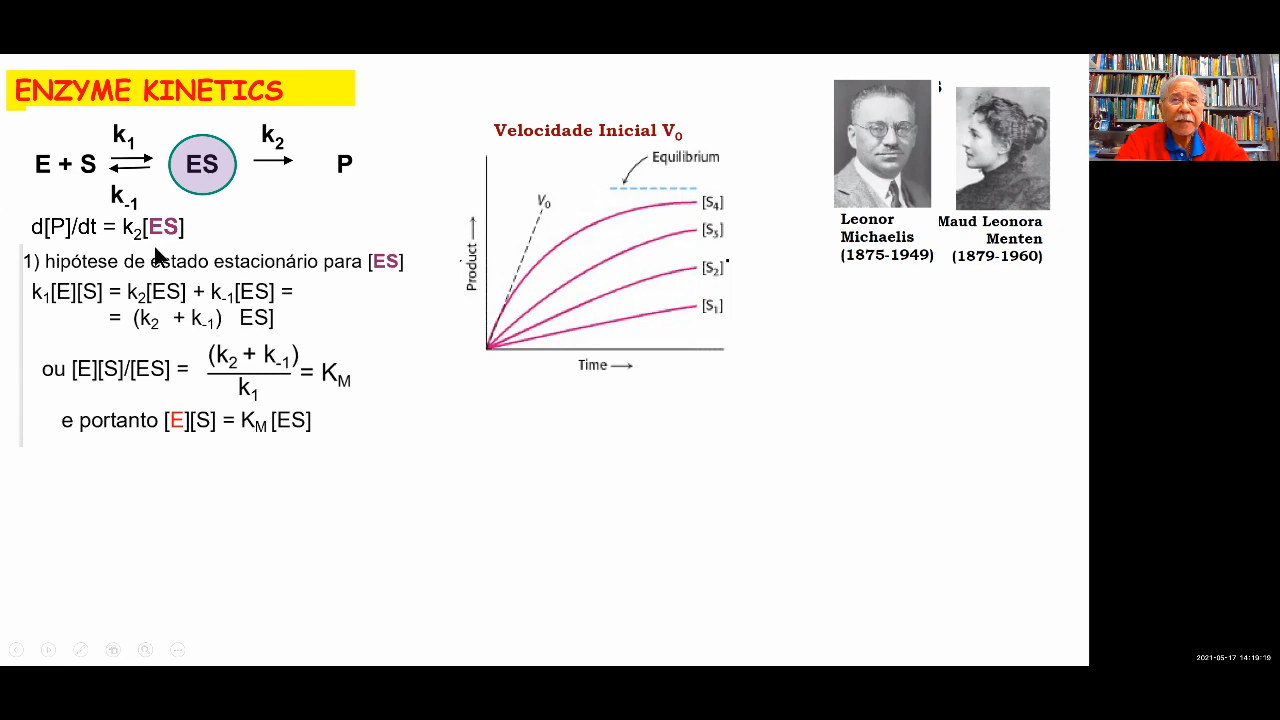 ENZYME KINETICS
k1 k2
E + S ES P
k-1
d[P]/dt = k2[ES]
1) hipótese de estado estacionário para [ES]
k1[E][S] = k2[ES] + k-1[ES] =
= (k2 + k-1) ES]
ou [E][S]/[ES] = (k2 + k-1)
k1
= KM
e portanto [E][S] = KM [ES]
Velocidade Inicial V0
Equilibrium
V0
[S4]
[S3]
[S2]
[S1]
Product
Time
Leonor
Michaelis
(1875-1949)
Maud Leonora
Menten
(1879-1960)
2021-05-17 14:19:19